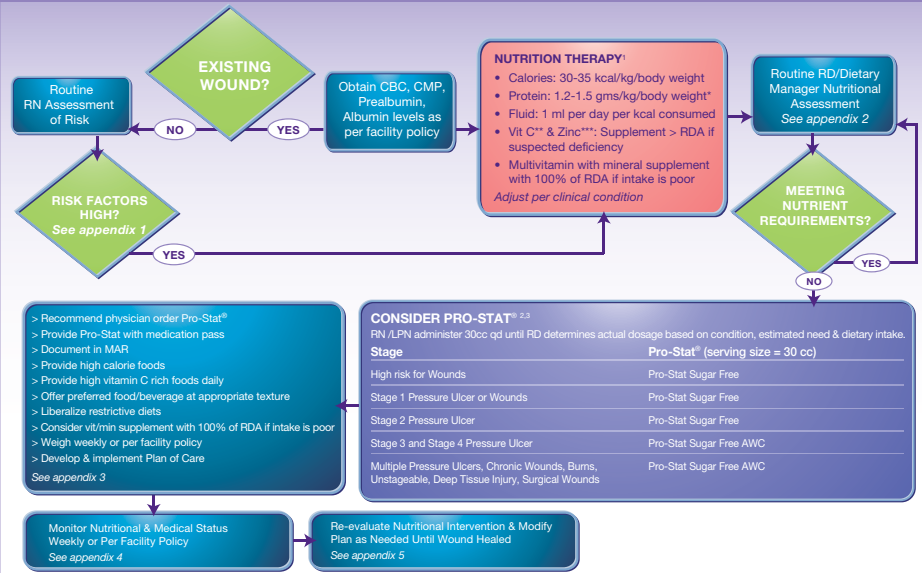 EXISTING
WOUND?
Routine
RN Assessment
of Risk
NO
YES
Obtain CBC, CMP,
Prealbumin,
Albumin levels as
per facility policy
NUTRITION THERAPY¹
• Calories: 30-35 kcal/kg/body weight
• Protein: 1.2-1.5 gms/kg/body weight*
• Fluid: 1 ml per day per kcal consumed
• Vit C** & Zinc***: Supplement > RDA if
suspected deficiency
• Multivitamin with mineral supplement
with 100% of RDA if intake is poor
Adjust per clinical condition
Routine RD/Dietary
Manager Nutritional
Assessment
See appendix 2
RISK FACTORS
HIGH?
See appendix 1
YES
MEETING
NUTRIENT
REQUIREMENTS?
YES
NO
> Recommend physician order Pro-Stat®
> Provide Pro-Stat with medication pass
> Document in MAR
> Provide high calorie foods
> Provide high vitamin C rich foods daily
> Offer preferred food/beverage at appropriate texture
> Liberalize restrictive diets
> Consider vit/min supplement with 100% of RDA if intake is poor
> Weigh weekly or per facility policy
> Develop & implement Plan of Care
See appendix 3
CONSIDER PRO-STAT® 2,3
RN /LPN administer 30cc qd until RD determines actual dosage based on condition, estimated need & dietary intake.
Stage Pro-Stat® (serving size = 30 cc)
High risk for Wounds Pro-Stat Sugar Free
Stage 1 Pressure Ulcer or Wounds Pro-Stat Sugar Free
Stage 2 Pressure Ulcer Pro-Stat Sugar Free
Stage 3 and Stage 4 Pressure Ulcer Pro-Stat Sugar Free AWC
Multiple Pressure Ulcers, Chronic Wounds, Burns, Pro-Stat Sugar Free AWC
Unstageable, Deep Tissue Injury, Surgical Wounds
Monitor Nutritional & Medical Status
Weekly or Per Facility Policy
See appendix 4
Re-evaluate Nutritional Intervention & Modify
Plan as Needed Until Wound Healed
See appendix 5